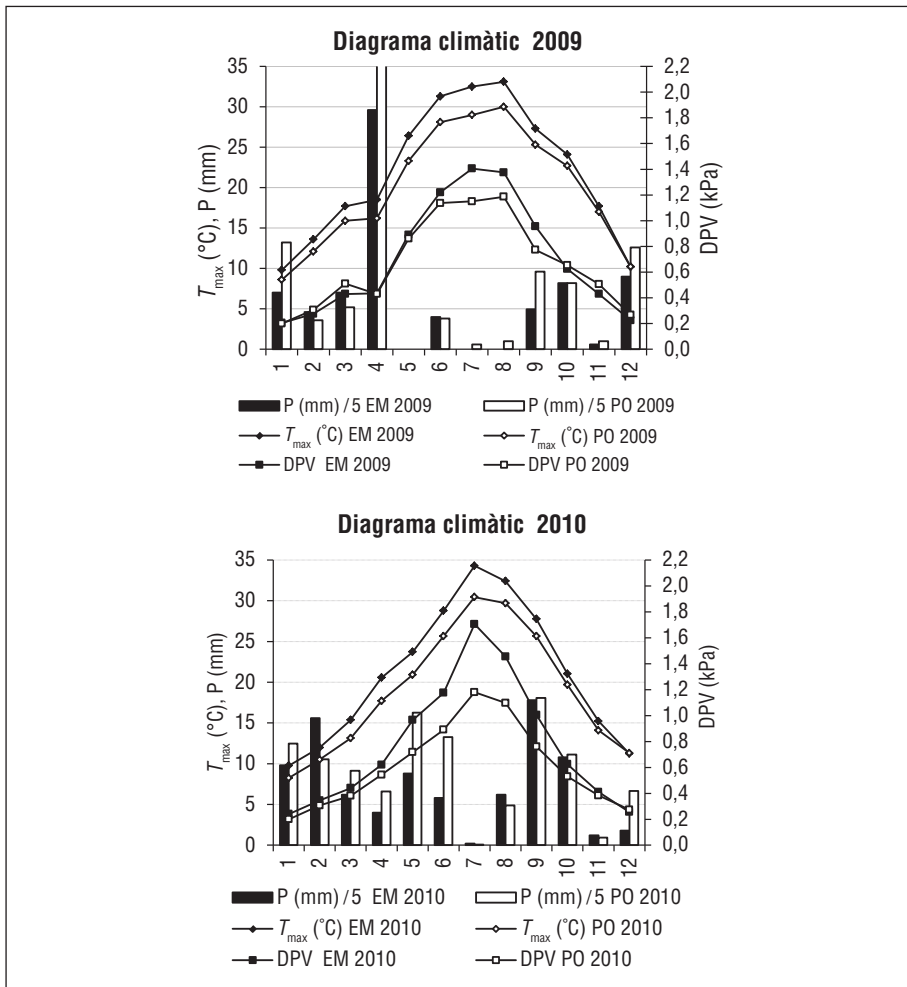 Diagrama climàtic 2009
35 2,2
30 2,0
25 1,8
20 1,6
15 1,4
10 1,2
5 1,0
0 0,8
0,6
0,4
0,2
0,0
T max (°C), P (mm)
DPV (kPa)
1 2 3 4 5 6 7 8 9 10 11 12
P (mm) /5 EM 2009 P (mm) /5 PO 2009
T max (°C) EM 2009 T max (°C) PO 2009
DPV EM 2009 DPV PO 2009
Diagrama climàtic 2010
35 2,2
30 2,0
25 1,8
20 1,6
15 1,4
10 1,2
5 1,0
0 0,8
0,6
0,4
0,2
0,0
T max (°C), P (mm)
DPV (kPa)
1 2 3 4 5 6 7 8 9 10 11 12
P (mm) /5 EM 2010 P (mm) /5 PO 2010
T max (°C) EM 2010 T max (°C) PO 2010
DPV EM 2010 DPV PO 2010